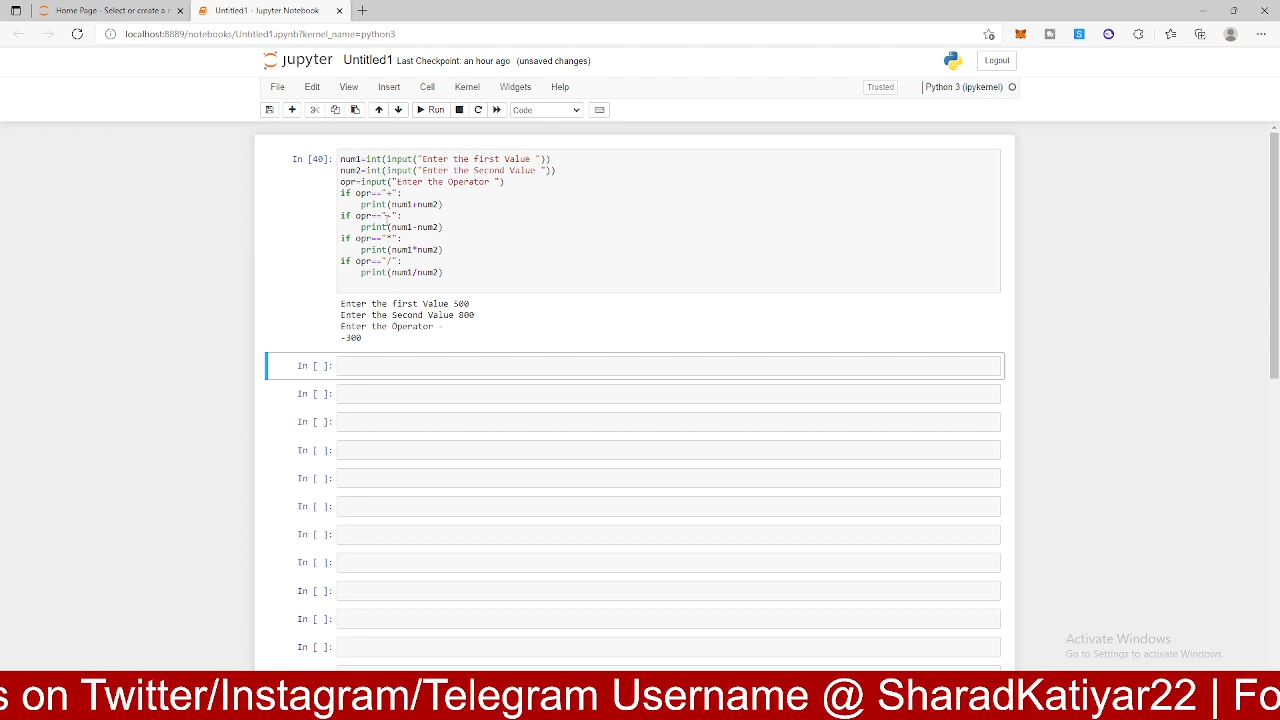 Home Page - Select or create a n
Untitled1 - Jupyter Notebook
localhost:8889/notebooks/Untitled1.ipynb?kernel_name=python3
jupyter Untitled1 Last Checkpoint: an hour ago (unsaved changes)
Logout
File Edit View Insert Cell Kernel Widgets Help
Trusted
Python 3 (ipykernel)
Run
Code
In [40]:
num1=int(input("Enter the first Value "))
num2=int(input("Enter the Second Value "))
opr=input("Enter the Operator ")
if opr=="+":
print(num1+num2)
if opr=="-":
print(num1-num2)
if opr=="*":
print(num1*num2)
if opr=="/":
print(num1/num2)
Enter the first Value 500
Enter the Second Value 800
Enter the Operator -
-300
In [ ]:
In [ ]:
In [ ]:
In [ ]:
In [ ]:
In [ ]:
In [ ]:
In [ ]:
In [ ]:
In [ ]:
In [ ]:
Activate Windows
Go to Settings to activate Windows.
s on Twitter/Instagram/Telegram Username @ SharadKatiyar22 | Fo